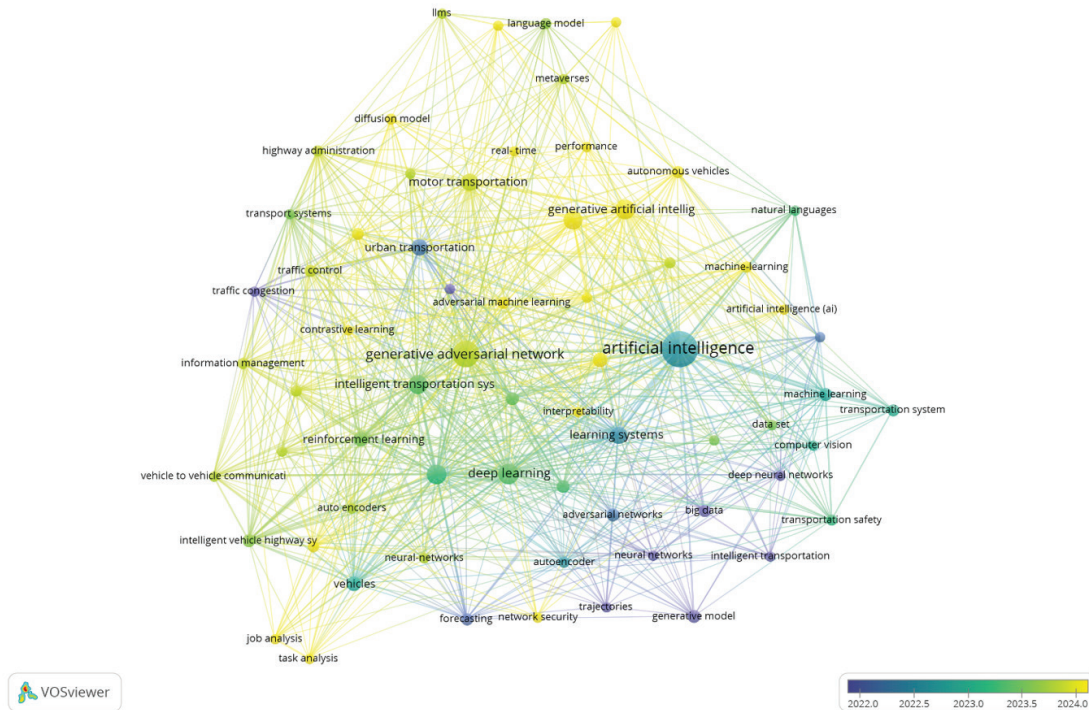 llms
language model
metaverses
diffusion model
highway administration
real- time
performance
motor transportation
autonomous vehicles
generative artificial intellig
natural languages
transport systems
urban transportation
traffic control
machine-learning
traffic congestion
adversarial machine learning
artificial intelligence (ai)
contrastive learning
generative adversarial network
artificial intelligence
information management
intelligent transportation sys
machine learning
transportation system
interpretability
data set
learning systems
reinforcement learning
computer vision
vehicle to vehicle communicati
deep learning
deep neural networks
auto encoders
adversarial networks
big data
transportation safety
intelligent vehicle highway sy
neural-networks
autoencoder
neural networks
intelligent transportation
vehicles
trajectories
forecasting
network security
generative model
job analysis
task analysis
VOSviewer
2022.0 2022.5 2023.0 2023.5 2024.0